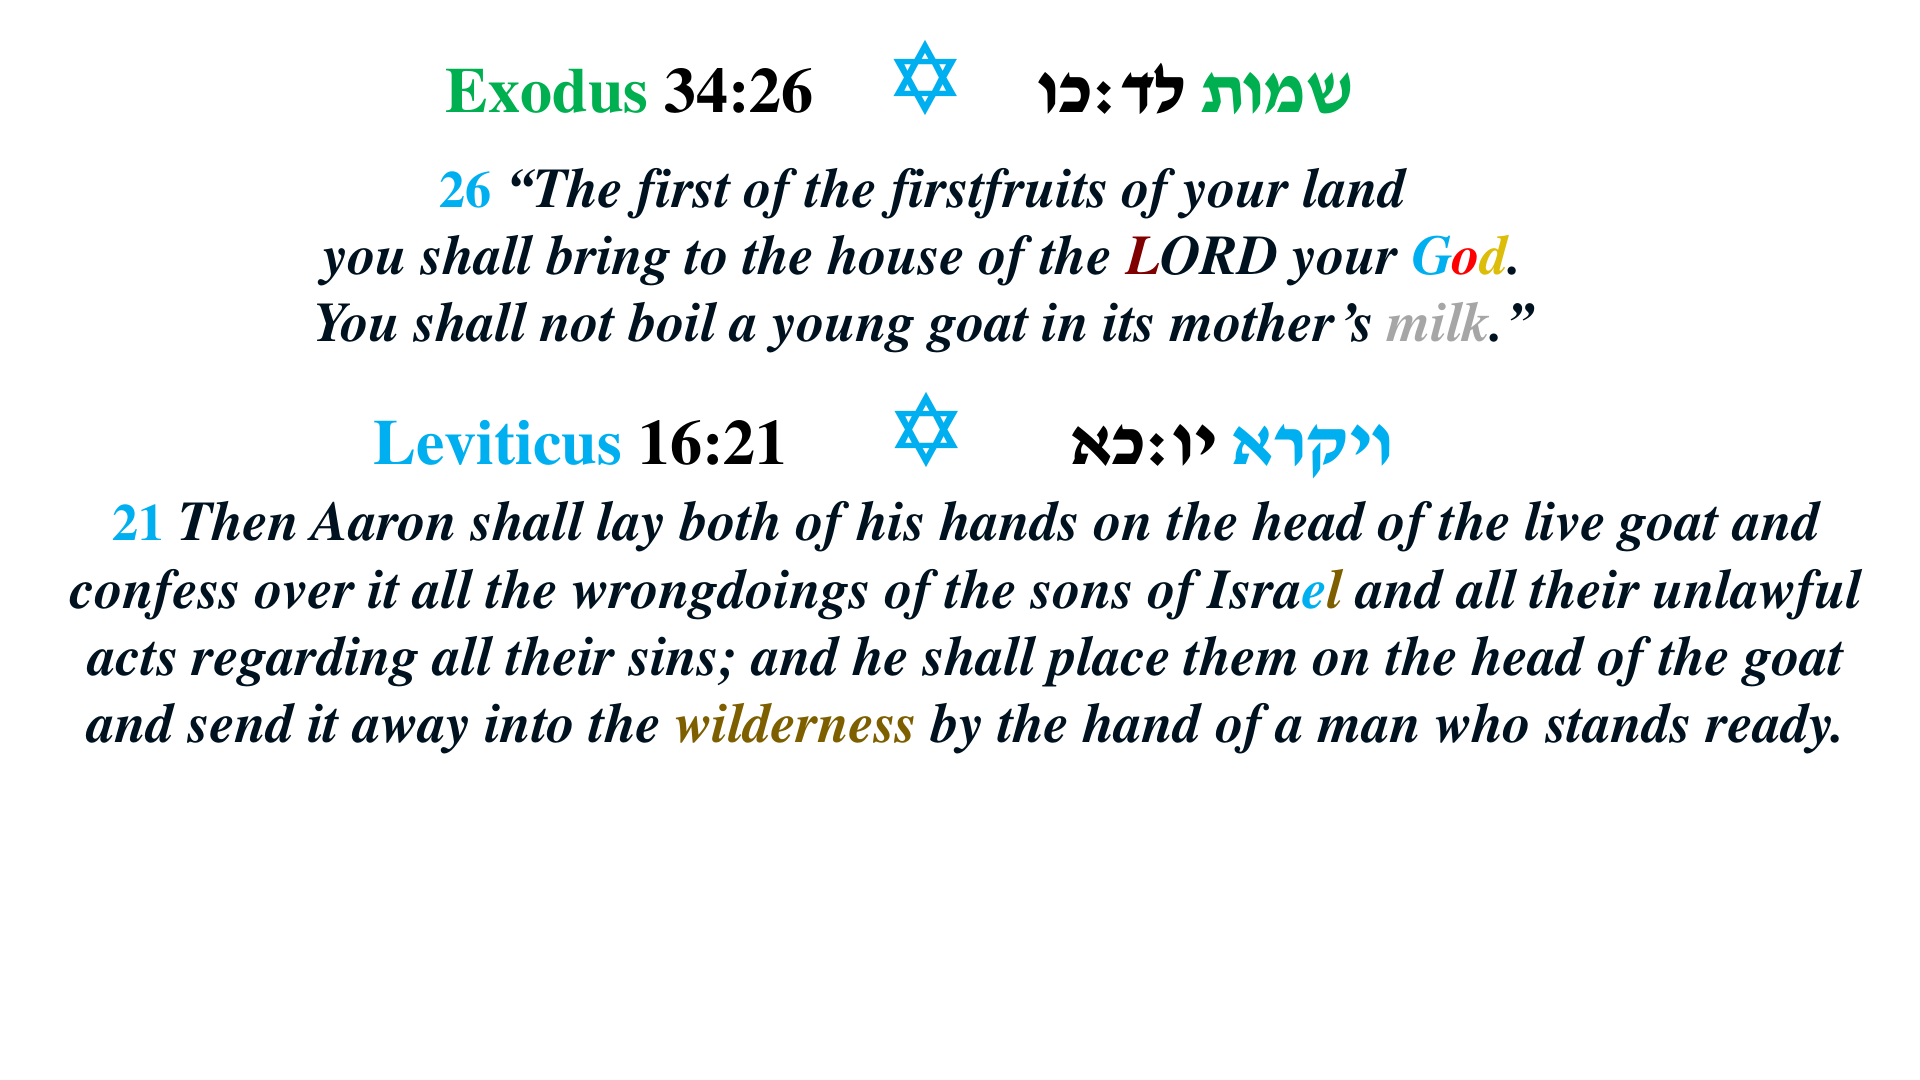 Exodus 34:26 ✡ שמות לד:כו
26 “The first of the firstfruits of your land
you shall bring to the house of the LORD your God.
You shall not boil a young goat in its mother’s milk.”
Leviticus 16:21 ✡ ויקרא יו:כא
21 Then Aaron shall lay both of his hands on the head of the live goat and
confess over it all the wrongdoings of the sons of Israel and all their unlawful
acts regarding all their sins; and he shall place them on the head of the goat
and send it away into the wilderness by the hand of a man who stands ready.